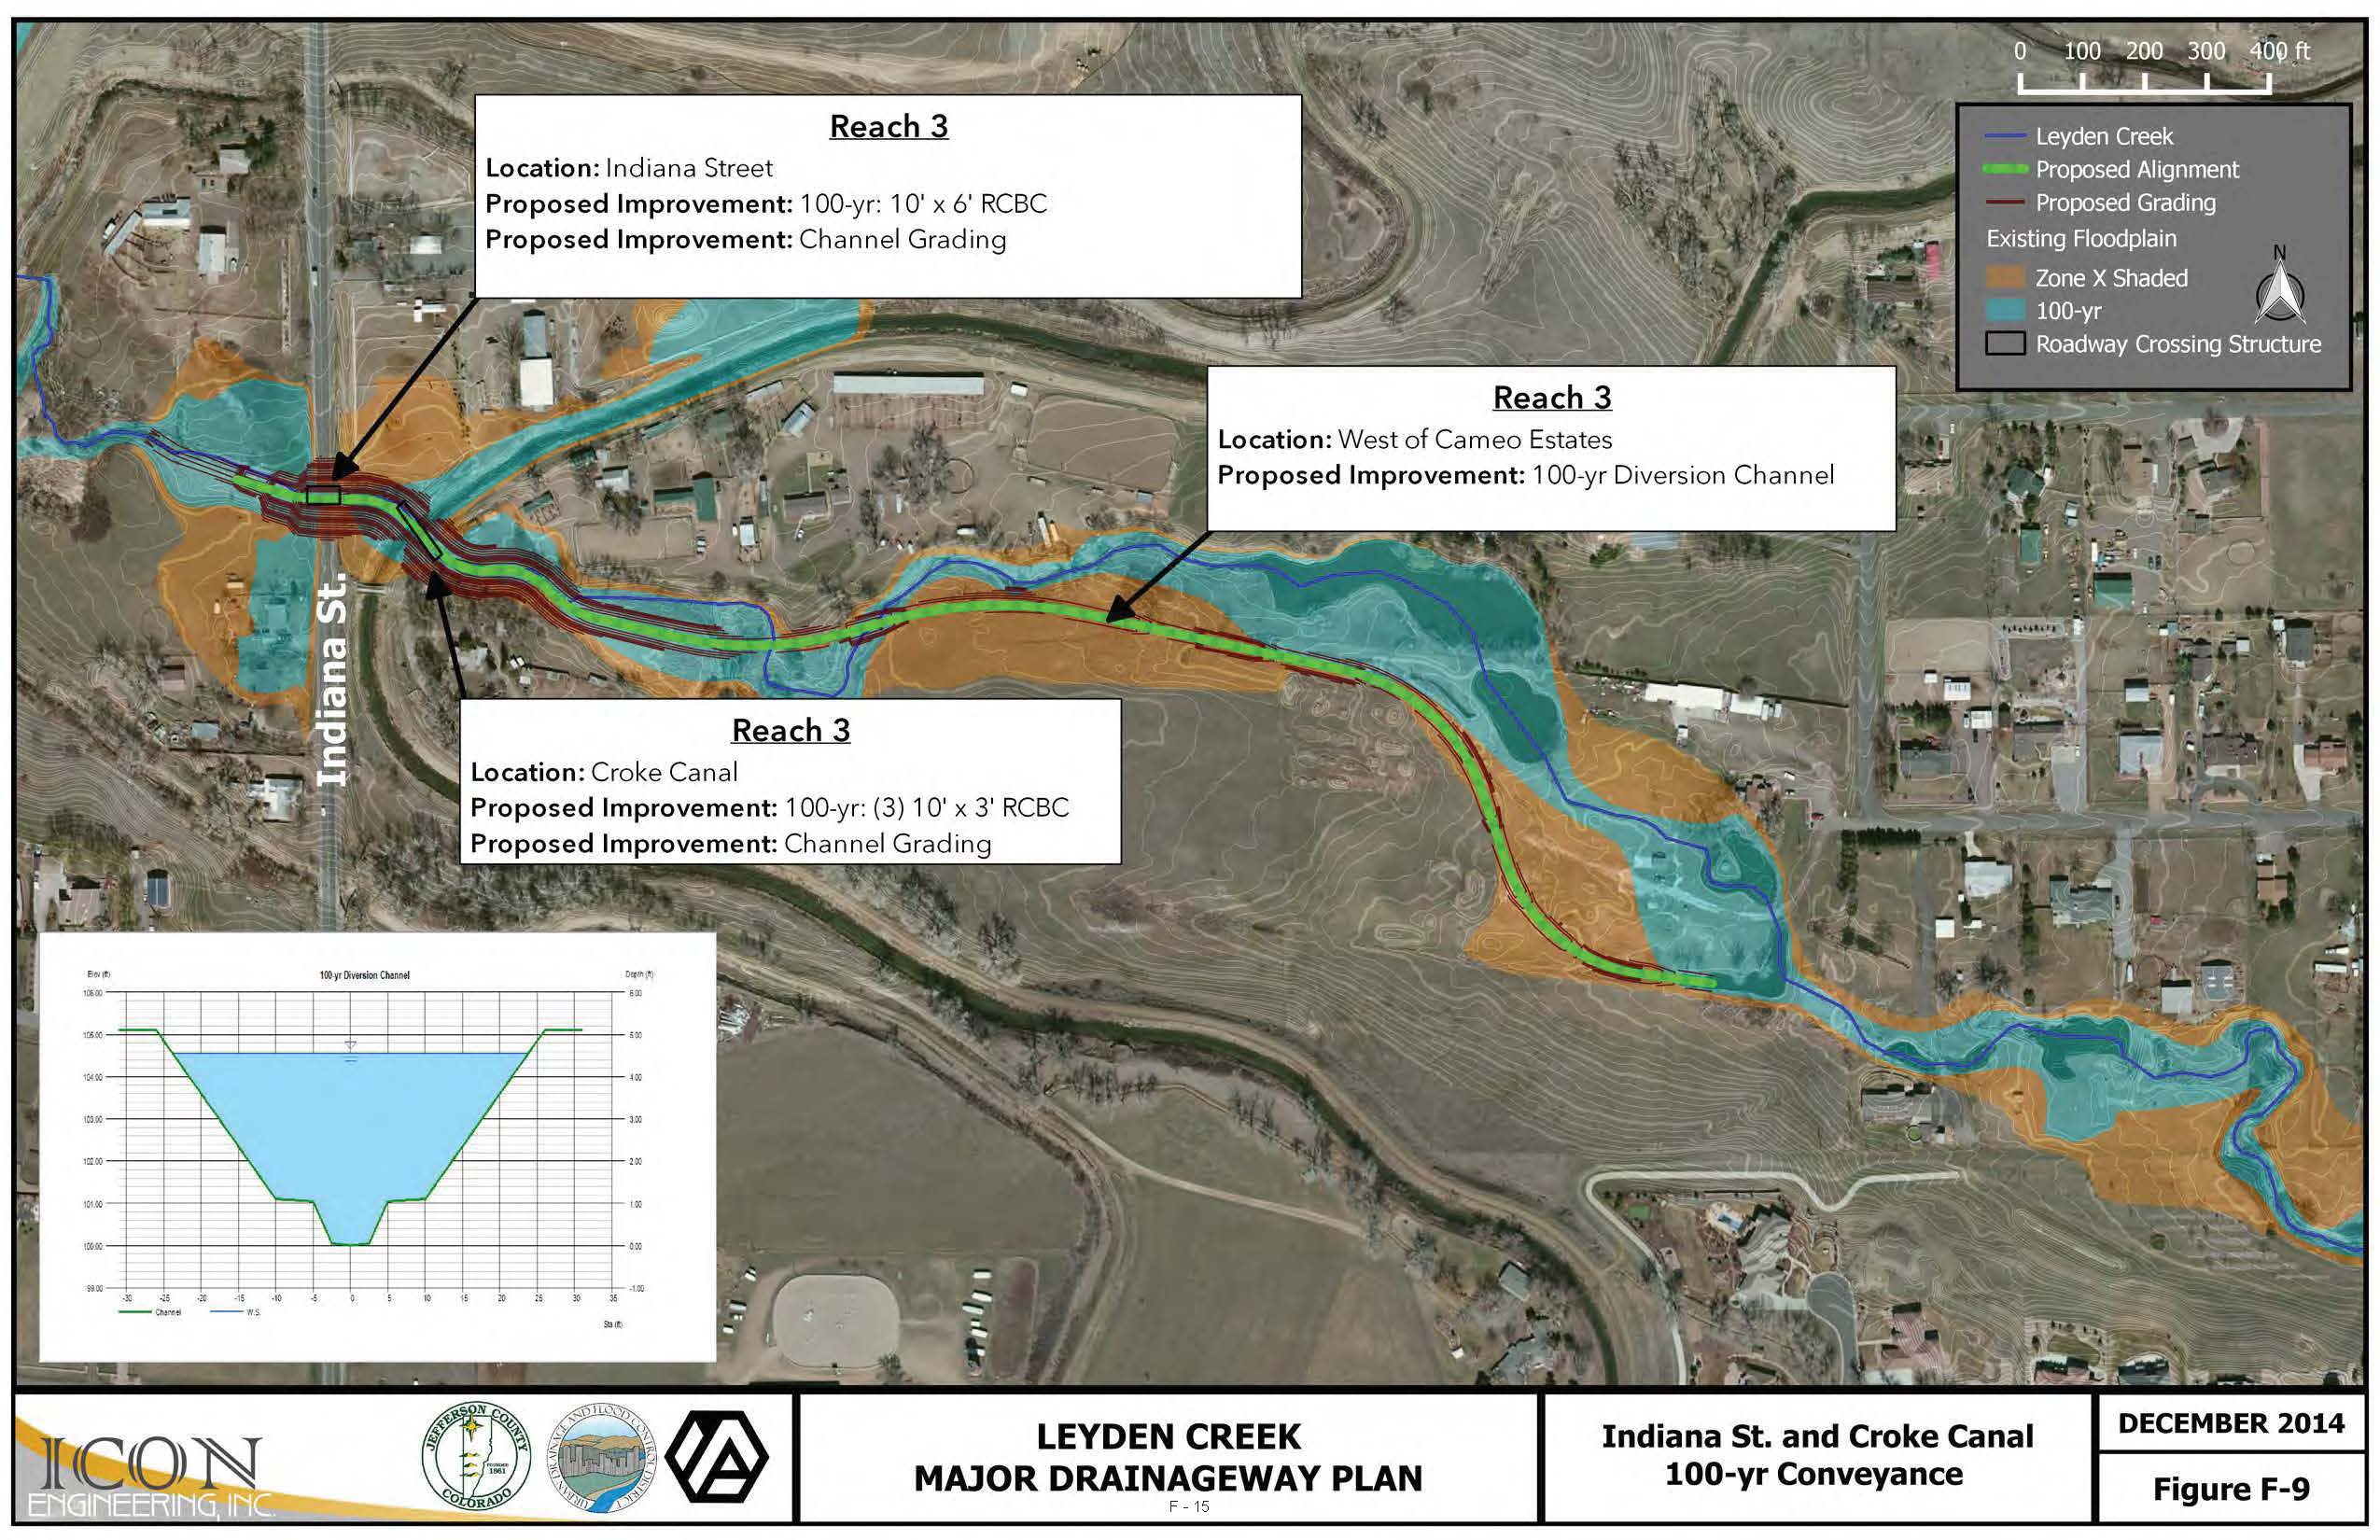 0 100 200 300 400 ft
Leyden Creek
Proposed Alignment
Proposed Grading
Existing Floodplain
N
Zone X Shaded
100-yr
Roadway Crossing Structure
Reach 3
Location: Indiana Street
Proposed Improvement: 100-yr: 10' x 6' RCBC
Proposed Improvement: Channel Grading
Reach 3
Location: West of Cameo Estates
Proposed Improvement: 100-yr Diversion Channel
Indiana St.
Reach 3
Location: Croke Canal
Proposed Improvement: 100-yr: (3) 10' x 3' RCBC
Proposed Improvement: Channel Grading
Elev (ft) 100-yr Diversion Channel Depth (ft)
106.00 6.00
105.00 5.00
104.00 4.00
103.00 3.00
102.00 2.00
101.00 1.00
100.00 0.00
99.00 -1.00
-30 -25 -20 -15 -10 -5 0 5 10 15 20 25 30 35
Channel W.S.
Sta (ft)
ICON
ENGINEERING, INC.
JEFFERSON COUNTY
FOUNDED
1861
COLORADO
URBAN DRAINAGE AND FLOOD CONTROL DISTRICT
LEYDEN CREEK
MAJOR DRAINAGEWAY PLAN
F - 15
Indiana St. and Croke Canal
100-yr Conveyance
DECEMBER 2014
Figure F-9